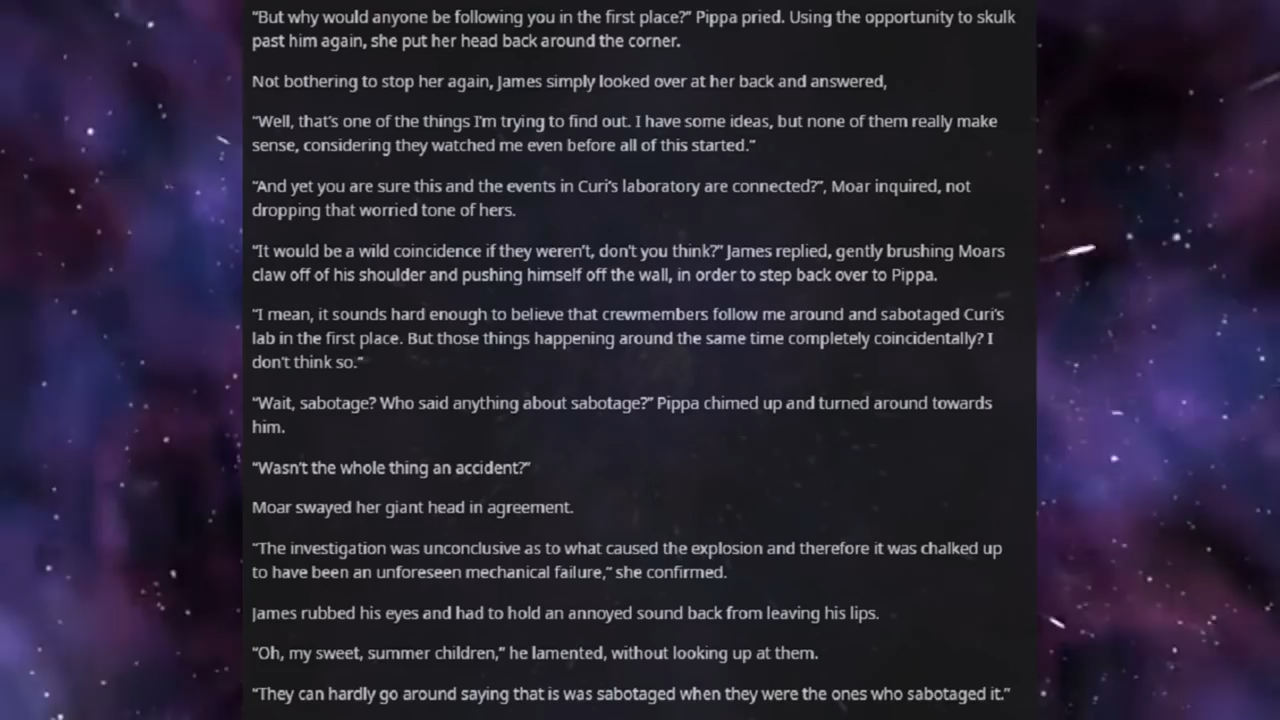 “But why would anyone be following you in the first place?” Pippa pried. Using the opportunity to skulk
past him again, she put her head back around the corner.
Not bothering to stop her again, James simply looked over at her back and answered,
“Well, that’s one of the things I’m trying to find out. I have some ideas, but none of them really make
sense, considering they watched me even before all of this started.”
“And yet you are sure this and the events in Curi’s laboratory are connected?”, Moar inquired, not
dropping that worried tone of hers.
“It would be a wild coincidence if they weren’t, don’t you think?” James replied, gently brushing Moars
claw off of his shoulder and pushing himself off the wall, in order to step back over to Pippa.
“I mean, it sounds hard enough to believe that crewmembers follow me around and sabotaged Curi’s
lab in the first place. But those things happening around the same time completely coincidentally? I
don’t think so.”
“Wait, sabotage? Who said anything about sabotage?” Pippa chimed up and turned around towards
him.
“Wasn’t the whole thing an accident?”
Moar swayed her giant head in agreement.
“The investigation was unconclusive as to what caused the explosion and therefore it was chalked up
to have been an unforeseen mechanical failure,” she confirmed.
James rubbed his eyes and had to hold an annoyed sound back from leaving his lips.
“Oh, my sweet, summer children,” he lamented, without looking up at them.
“They can hardly go around saying that is was sabotaged when they were the ones who sabotaged it.”